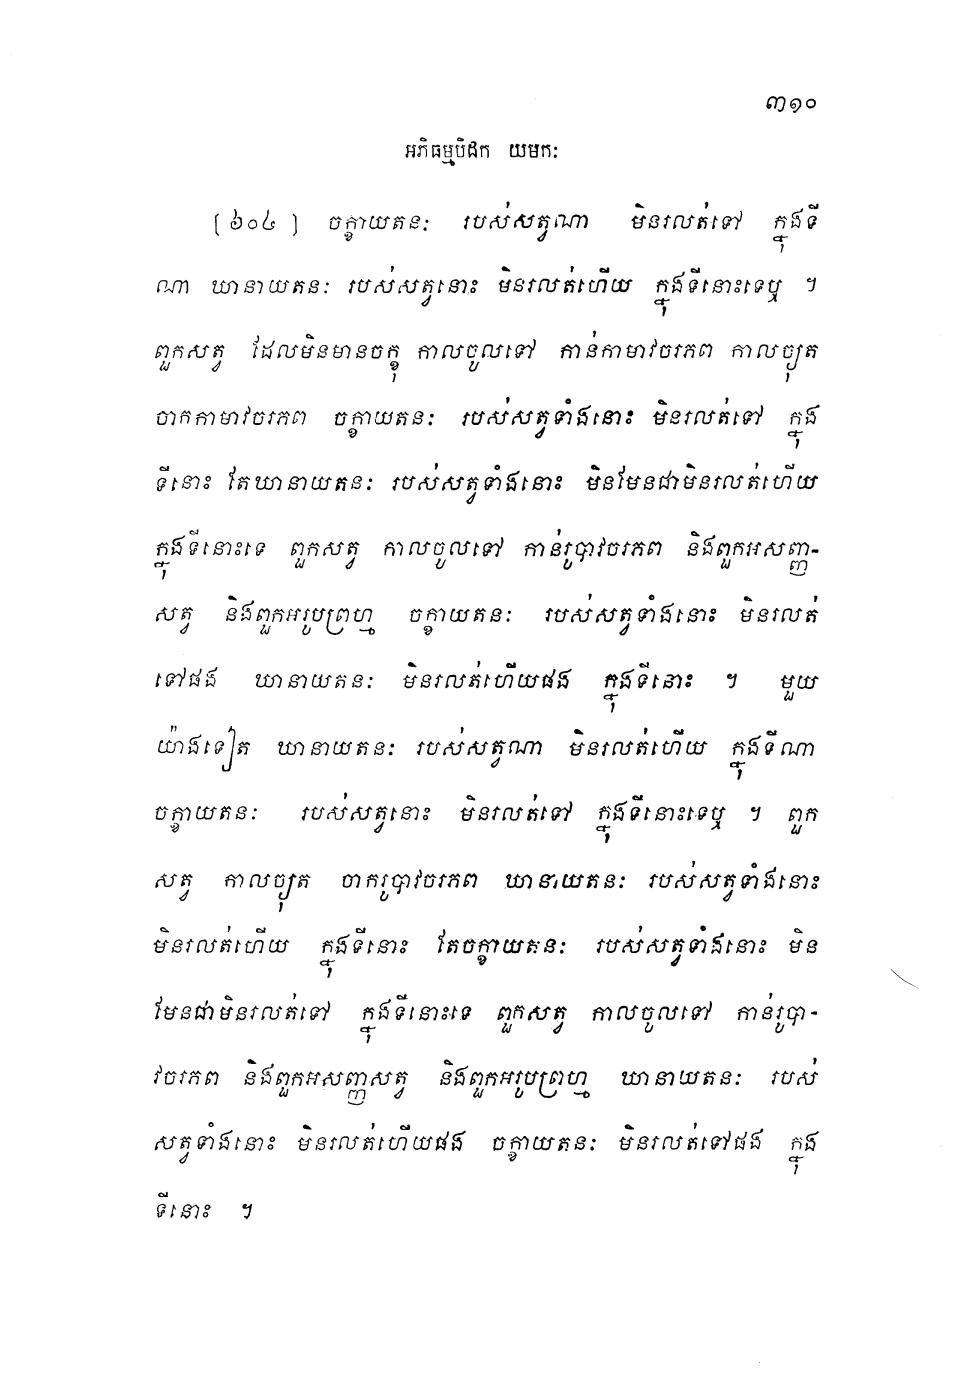 ៣១០
អភិធម្មបិដក យមកៈ
[៦០៤] ចក្ខាយតនៈ របស់សត្វណា មិនរលត់ទៅ ក្នុងទី
ណា ឃានាយតនៈ របស់សត្វនោះ មិនរលត់ហើយ ក្នុងទីនោះទេឬ ។
ពួកសត្វ ដែលមិនមានចក្ខុ កាលចូលទៅ កាន់កាមាវចរភព កាលច្យុត
ចាកកាមាវចរភព ចក្ខាយតនៈ របស់សត្វទាំងនោះ មិនរលត់ទៅ ក្នុង
ទីនោះ តែឃានាយតនៈ របស់សត្វទាំងនោះ មិនមែនជាមិនរលត់ហើយ
ក្នុងទីនោះទេ ពួកសត្វ កាលចូលទៅ កាន់រូបាវចរភព និងពួកអសញ្ញ-
សត្វ និងពួកអរូបព្រហ្ម ចក្ខាយតនៈ របស់សត្វទាំងនោះ មិនរលត់
ទៅផង ឃានាយតនៈ មិនរលត់ហើយផង ក្នុងទីនោះ ។ មួយ
យ៉ាងទៀត ឃានាយតនៈ របស់សត្វណា មិនរលត់ហើយ ក្នុងទីណា
ចក្ខាយតនៈ របស់សត្វនោះ មិនរលត់ទៅ ក្នុងទីនោះទេឬ ។ ពួក
សត្វ កាលច្យុត ចាករូបាវចរភព ឃានាយតនៈ របស់សត្វទាំងនោះ
មិនរលត់ហើយ ក្នុងទីនោះ តែចក្ខាយតនៈ របស់សត្វទាំងនោះ មិន
មែនជាមិនរលត់ទៅ ក្នុងទីនោះទេ ពួកសត្វ កាលចូលទៅ កាន់រូបា-
វចរភព និងពួកអសញ្ញសត្វ និងពួកអរូបព្រហ្ម ឃានាយតនៈ របស់
សត្វទាំងនោះ មិនរលត់ហើយផង ចក្ខាយតនៈ មិនរលត់ទៅផង ក្នុង
ទីនោះ ។